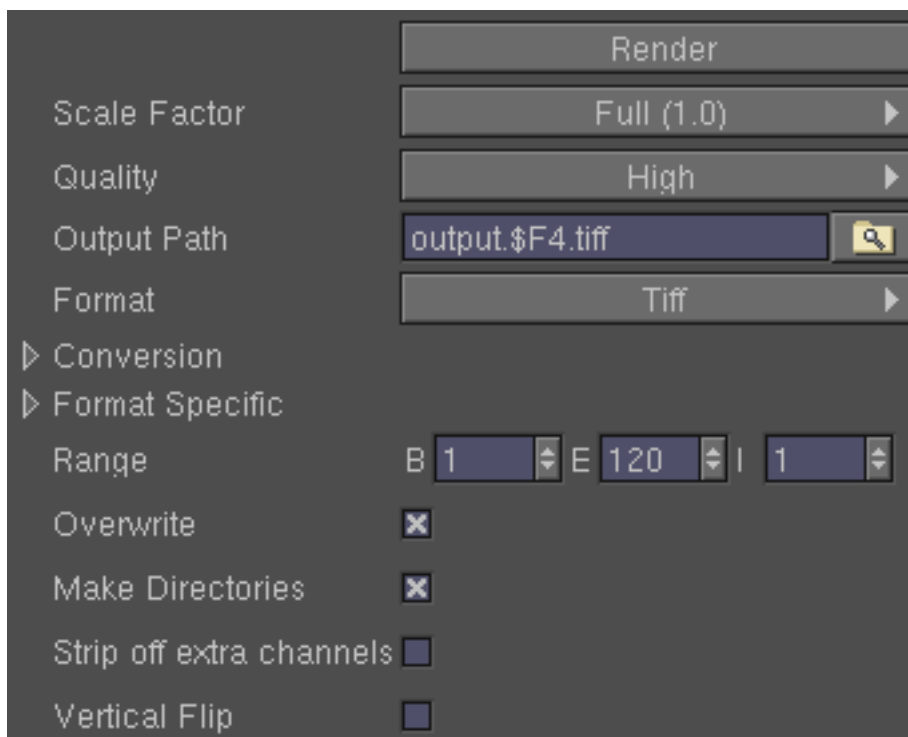 Render
Scale Factor Full (1.0)
Quality High
Output Path output.$F4.tiff
Format Tiff
Conversion
Format Specific
Range B 1 E 120 I 1
Overwrite
Make Directories
Strip off extra channels
Vertical Flip